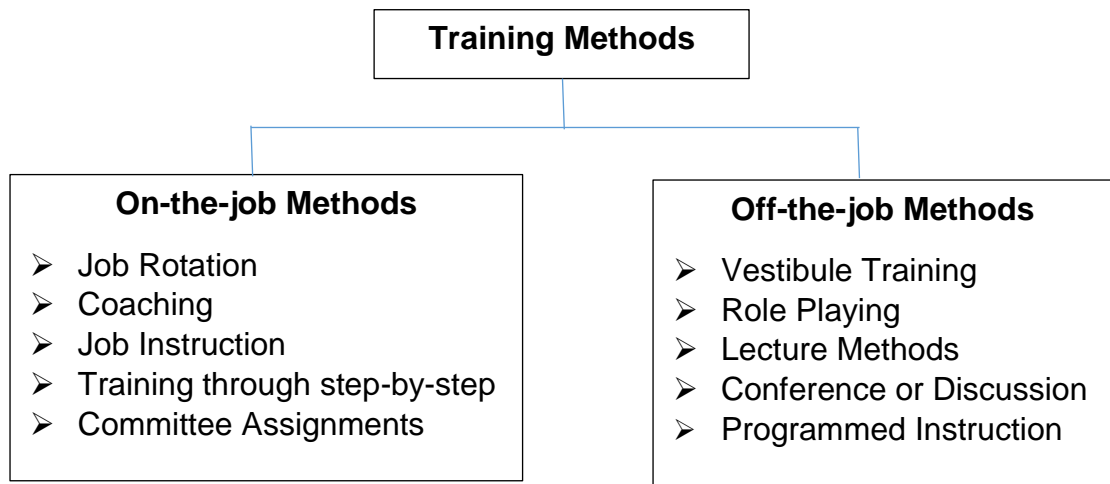 Training Methods
On-the-job Methods
➢ Job Rotation
➢ Coaching
➢ Job Instruction
➢ Training through step-by-step
➢ Committee Assignments
Off-the-job Methods
➢ Vestibule Training
➢ Role Playing
➢ Lecture Methods
➢ Conference or Discussion
➢ Programmed Instruction